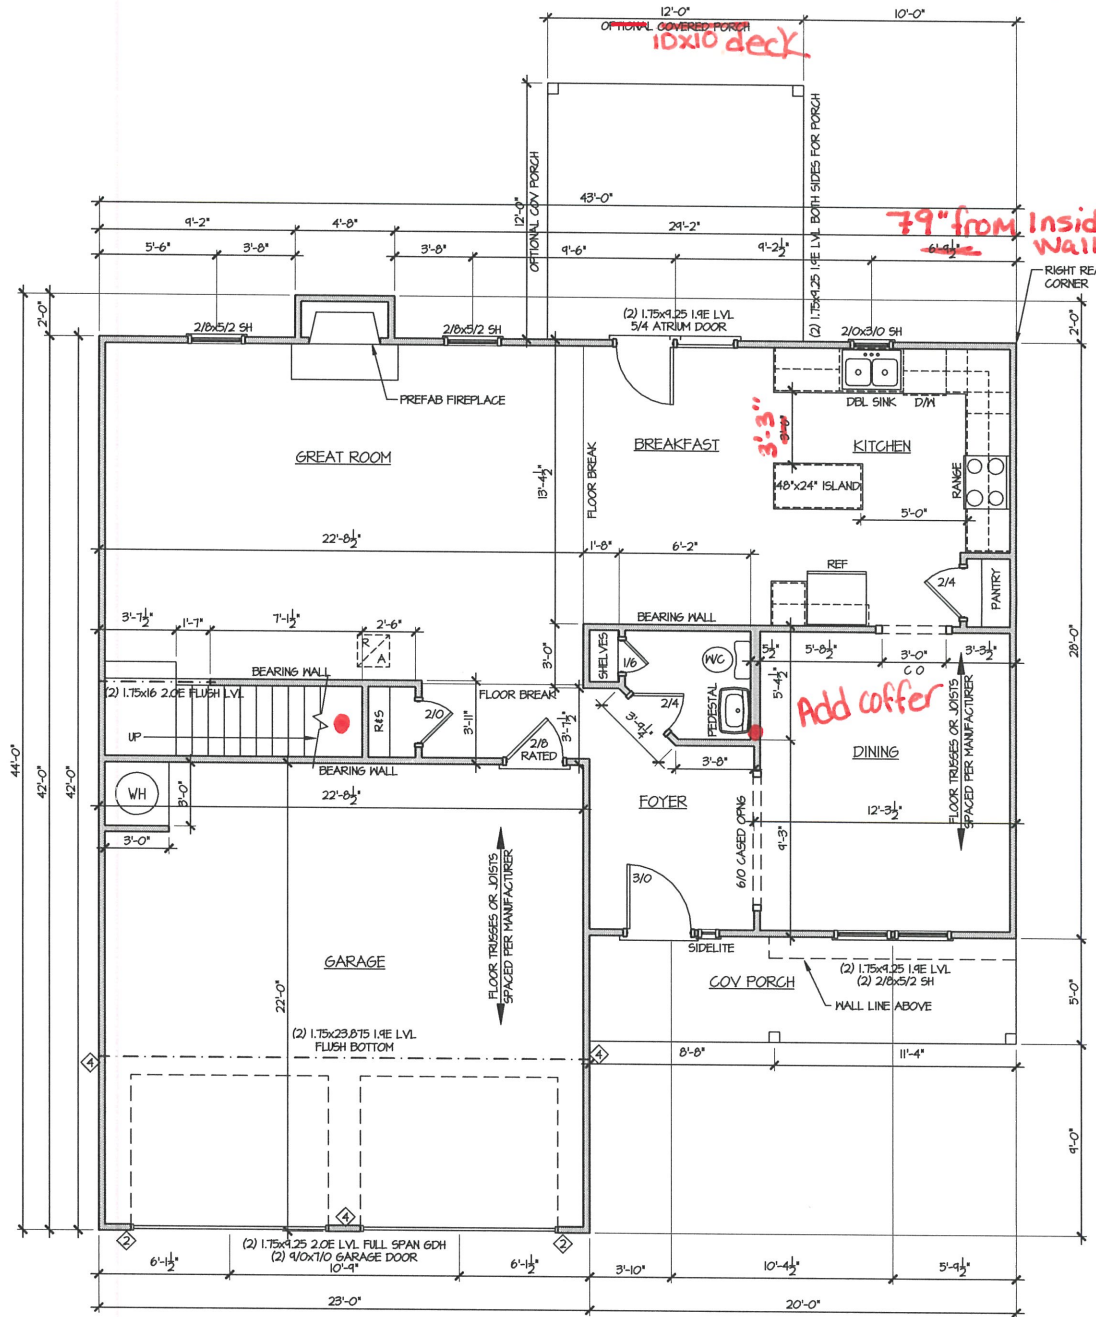 12'-0"
10'-0"
OPTIONAL COVERED PORCH
10x10 deck
OPTIONAL COV PORCH
12'-0"
(2) 1.75x9.25 1.9E LVL BOTH SIDES FOR PORCH
43'-0"
9'-2"
4'-8"
29'-2"
79" from Insid
Wall
5'-6"
3'-8"
3'-8"
9'-6"
9'-2½"
6'-9½"
RIGHT REA
CORNER
2'-0"
2'-0"
2/8x5/2 SH
2/8x5/2 SH
(2) 1.75x9.25 1.9E LVL
5/4 ATRIUM DOOR
2/0x3/0 SH
PREFAB FIREPLACE
DBL SINK
D/W
GREAT ROOM
FLOOR BREAK
13'-4½"
BREAKFAST
3'-3"
3'-0"
KITCHEN
RANGE
48"x24" ISLAND
5'-0"
22'-8½"
1'-8"
6'-2"
REF
2/4
PANTRY
3'-7½"
1'-7"
7'-1½"
2'-6"
R
A
BEARING WALL
SHELVES
1/6
W/C
5½"
5'-8½"
3'-0"
C O
3'-3½"
28'-0"
3'-0"
BEARING WALL
(2) 1.75x16 2.0E FLUSH LVL
FLOOR BREAK
2/4
PEDESTAL
5'-4½"
Add coffer
R&S
2/0
3'-11"
3'-7½"
3'-9¼"
UP
2/8
RATED
DINING
FLOOR TRUSSES OR JOISTS
SPACED PER MANUFACTURER
BEARING WALL
3'-8"
44'-0"
42'-0"
42'-0"
WH
3'-0"
22'-8½"
FOYER
12'-3½"
3'-0"
6/0 CASED OPNG
9'-3"
3/0
FLOOR TRUSSES OR JOISTS
SPACED PER MANUFACTURER
SIDELITE
GARAGE
COV PORCH
(2) 1.75x9.25 1.9E LVL
(2) 2/8x5/2 SH
WALL LINE ABOVE
5'-0"
22'-0"
(2) 1.75x23.875 1.9E LVL
FLUSH BOTTOM
4
4
8'-8"
11'-4"
9'-0"
4
2
2
(2) 1.75x9.25 2.0E LVL FULL SPAN GDH
(2) 9/0x7/0 GARAGE DOOR
6'-1½"
10'-9"
6'-1½"
3'-10"
10'-4½"
5'-9½"
23'-0"
20'-0"